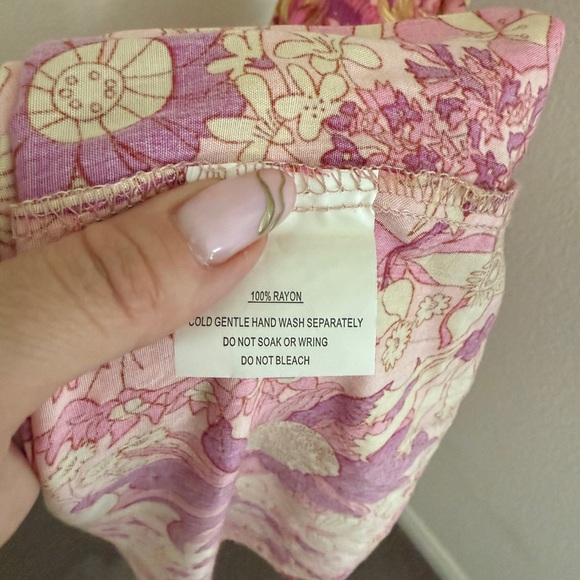 100% RAYON
COLD GENTLE HAND WASH SEPARATELY
DO NOT SOAK OR WRING
DO NOT BLEACH